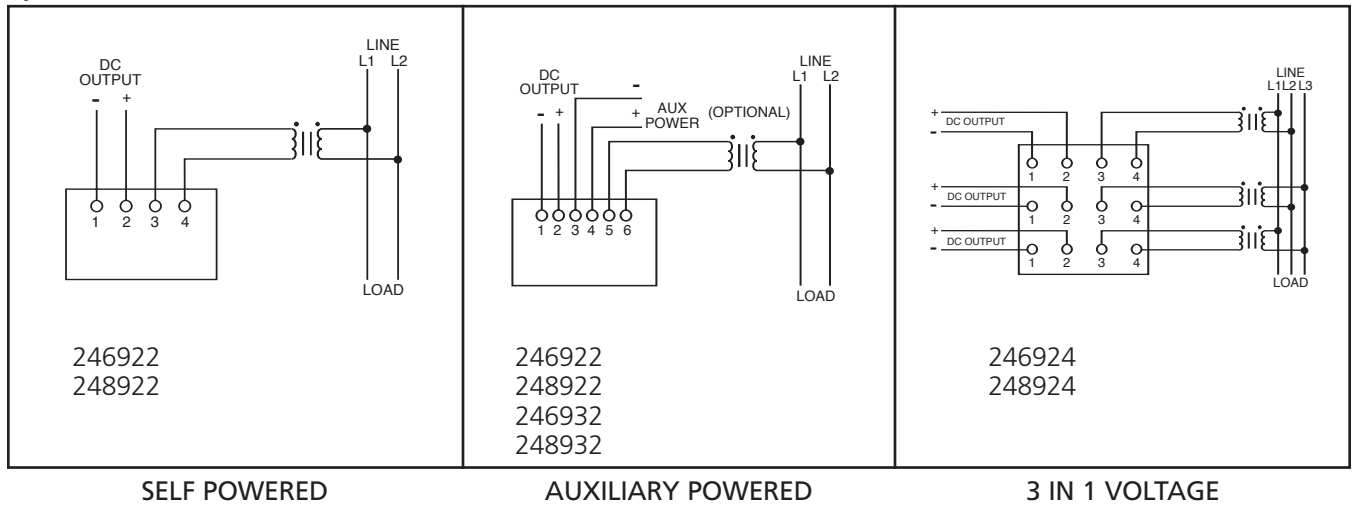 DC
OUTPUT
- +
LINE
L1 L2
1 2 3 4
LOAD
246922
248922
SELF POWERED
DC
OUTPUT
- +
-
+ AUX
POWER
(OPTIONAL)
LINE
L1 L2
1 2 3 4 5 6
LOAD
246922
248922
246932
248932
AUXILIARY POWERED
LINE
L1 L2 L3
+
DC OUTPUT
-
1 2 3 4
+
DC OUTPUT
-
1 2 3 4
+
DC OUTPUT
-
1 2 3 4
LOAD
246924
248924
3 IN 1 VOLTAGE